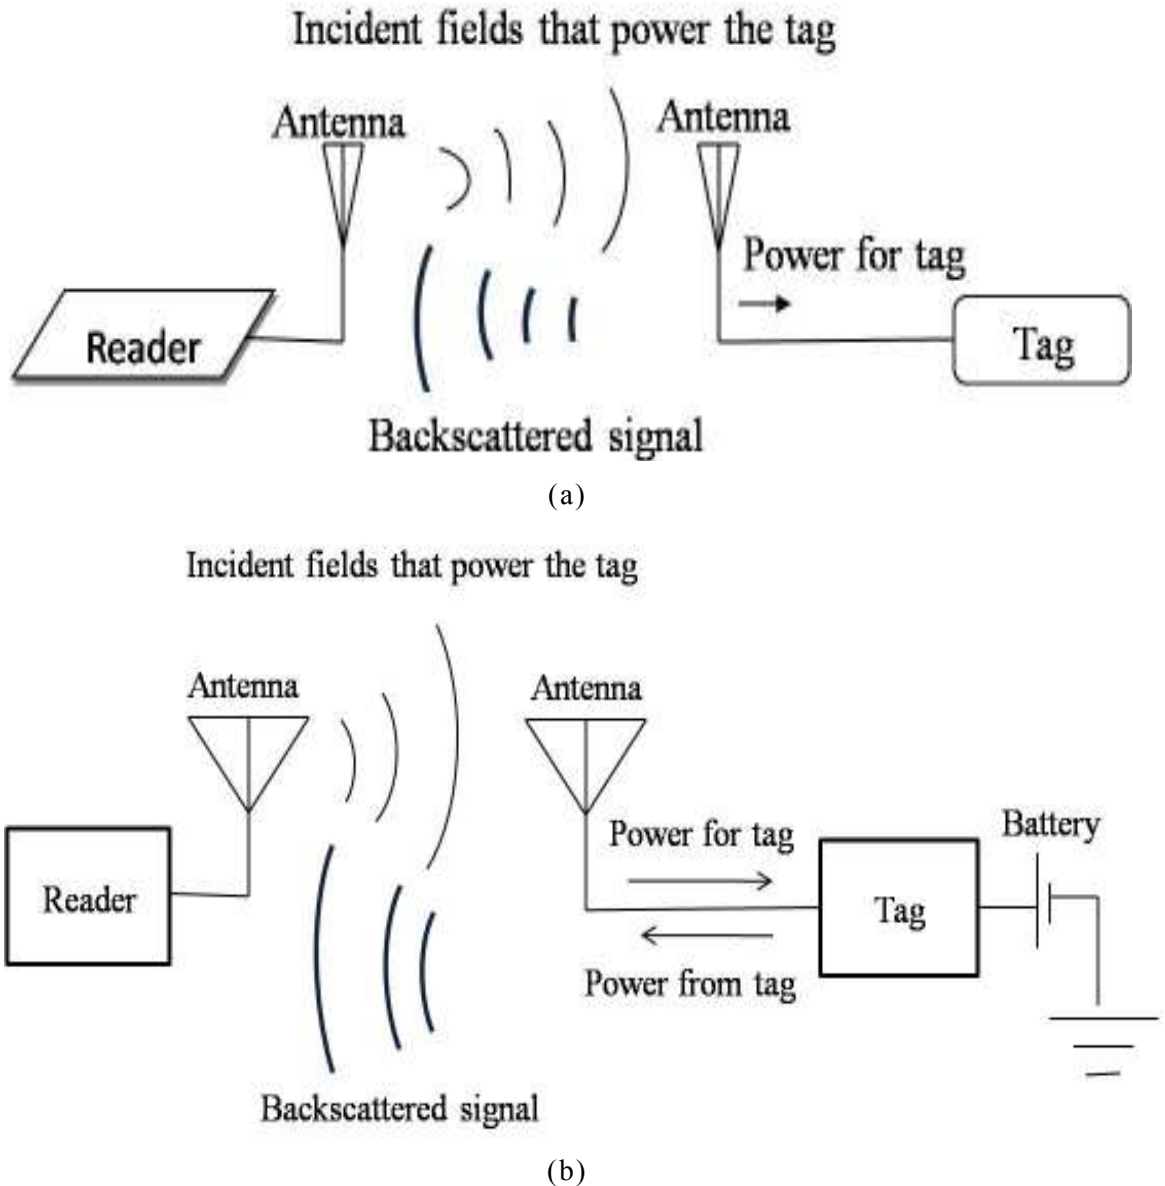 Incident fields that power the tag
Antenna
Antenna
Power for tag
Reader
Tag
Backscattered signal
(a)
Incident fields that power the tag
Antenna
Antenna
Battery
Power for tag
Reader
Tag
Power from tag
Backscattered signal
(b)